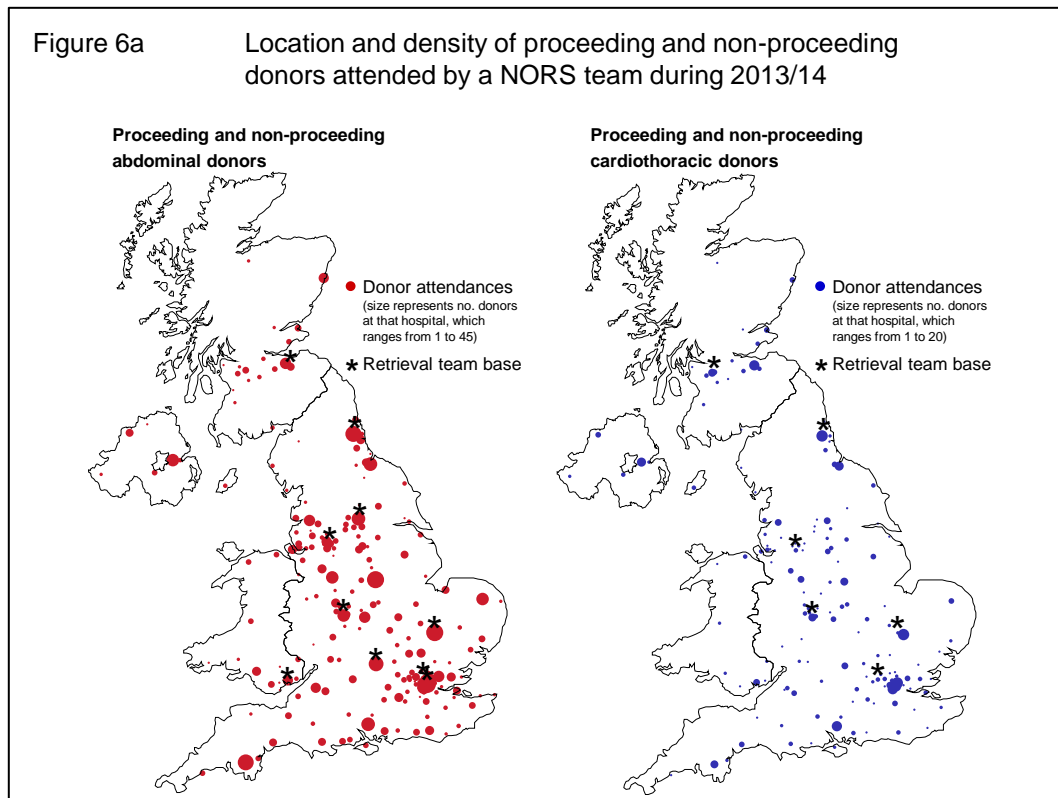 Figure 6a
Location and density of proceeding and non-proceeding
donors attended by a NORS team during 2013/14
Proceeding and non-proceeding
abdominal donors
Donor attendances
(size represents no. donors
at that hospital, which
ranges from 1 to 45)
* Retrieval team base
Proceeding and non-proceeding
cardiothoracic donors
Donor attendances
(size represents no. donors
at that hospital, which
ranges from 1 to 20)
* Retrieval team base